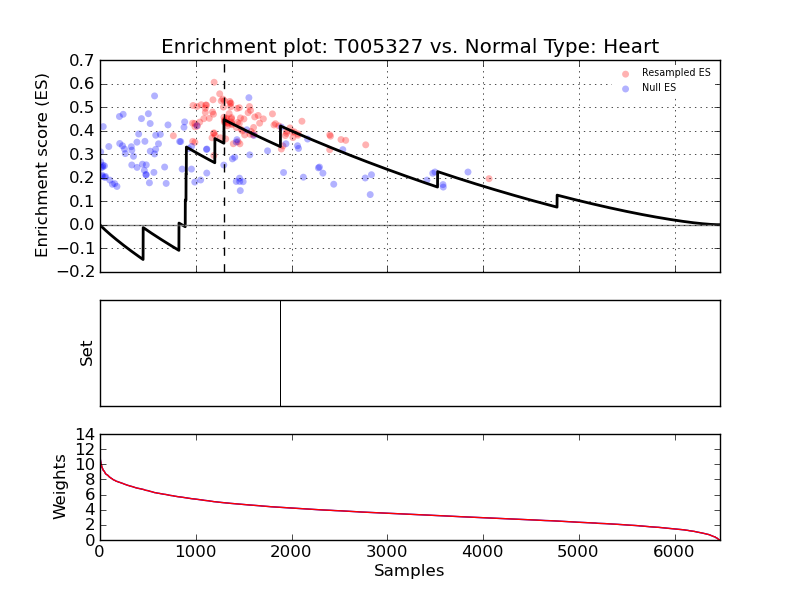 Enrichment plot: T005327 vs. Normal Type: Heart
Enrichment score (ES)
0.7
0.6
0.5
0.4
0.3
0.2
0.1
0.0
−0.1
−0.2
Resampled ES
Null ES
Set
Weights
14
12
10
8
6
4
2
0
0 1000 2000 3000 4000 5000 6000
Samples